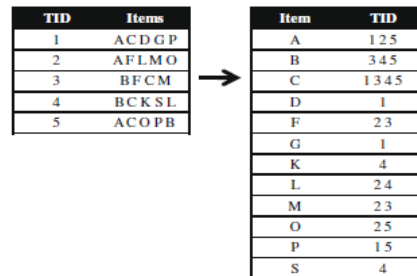 TID Items
1 A C D G P
2 A F L M O
3 B F C M
4 B C K S L
5 A C O P B
Item TID
A 1 2 5
B 3 4 5
C 1 3 4 5
D 1
F 2 3
G 1
K 4
L 2 4
M 2 3
O 2 5
P 1 5
S 4